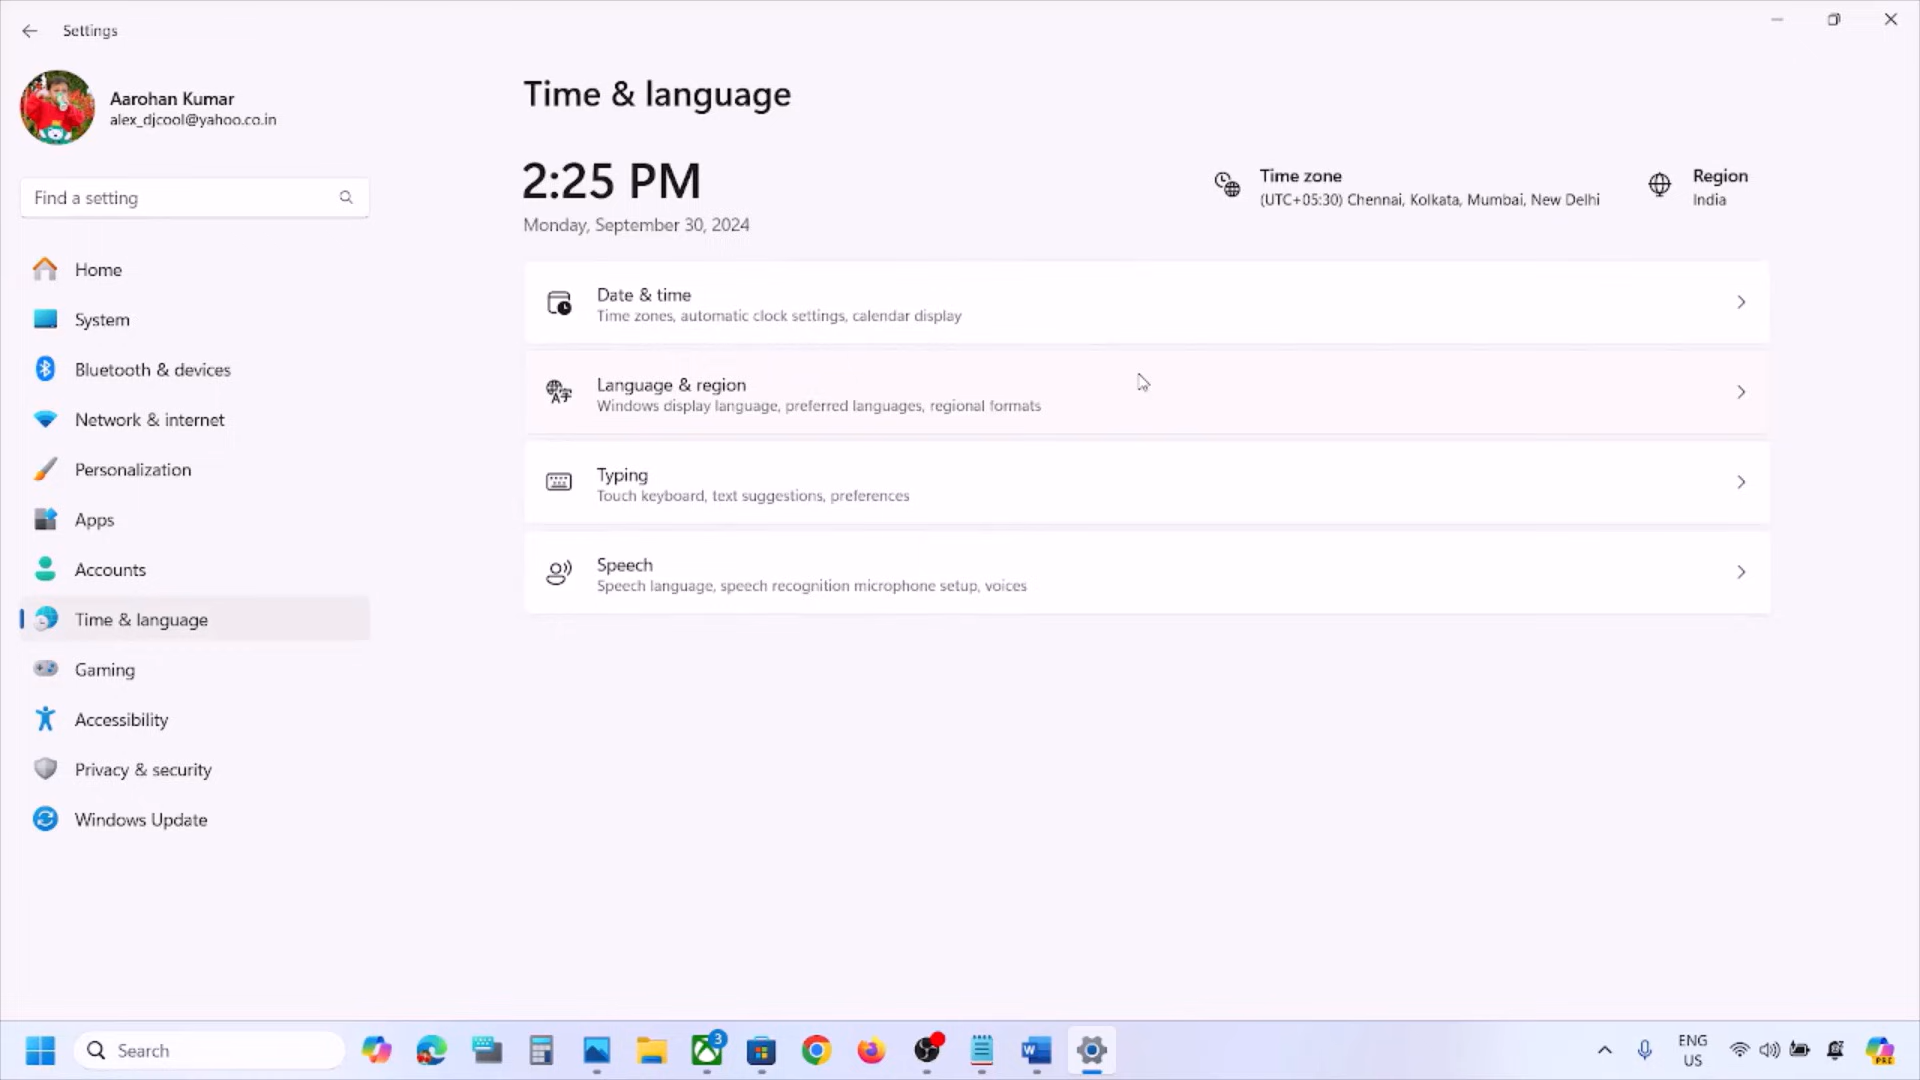 Settings
Aarohan Kumar
alex_djcool@yahoo.co.in
Find a setting
Home
System
Bluetooth & devices
Network & internet
Personalization
Apps
Accounts
Time & language
Gaming
Accessibility
Privacy & security
Windows Update
Time & language
2:25 PM
Monday, September 30, 2024
Time zone
(UTC+05:30) Chennai, Kolkata, Mumbai, New Delhi
Region
India
Date & time
Time zones, automatic clock settings, calendar display
Language & region
Windows display language, preferred languages, regional formats
Typing
Touch keyboard, text suggestions, preferences
Speech
Speech language, speech recognition microphone setup, voices
Search
3
W
ENG
US
PRE